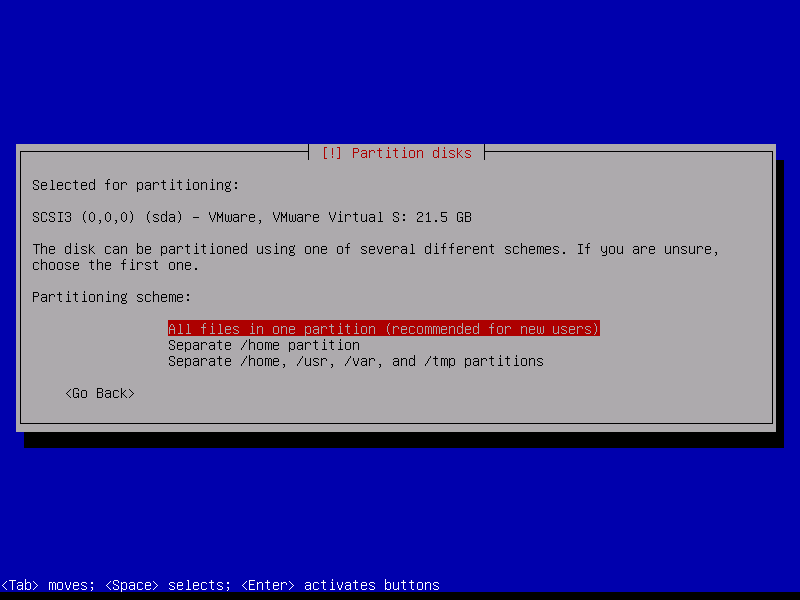 [!] Partition disks
Selected for partitioning:
SCSI3 (0,0,0) (sda) - VMware, VMware Virtual S: 21.5 GB
The disk can be partitioned using one of several different schemes. If you are unsure,
choose the first one.
Partitioning scheme:
All files in one partition (recommended for new users)
Separate /home partition
Separate /home, /usr, /var, and /tmp partitions
<Go Back>
<Tab> moves; <Space> selects; <Enter> activates buttons